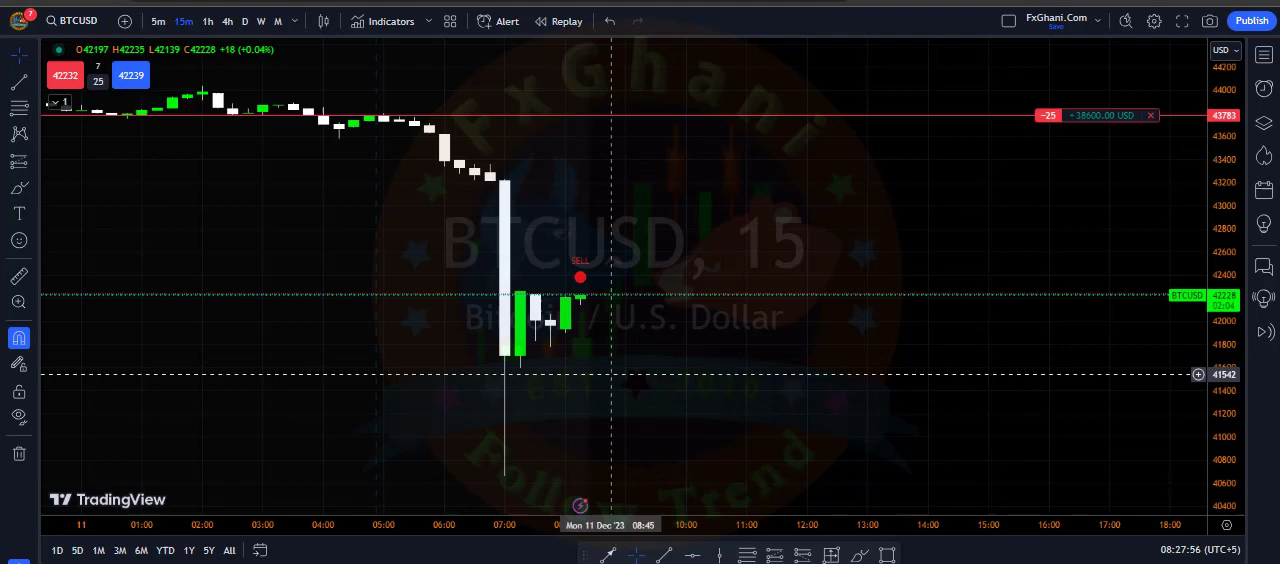 7
BTCUSD
5m 15m 1h 4h D W M
Indicators
Alert
Replay
FxGhani.Com
Save
Publish
O42197 H42235 L42139 C42228 +18 (+0.04%)
42232
7
25
42239
1
USD
44200
44000
-25 +38600.00 USD
43783
43600
43400
43200
43000
42800
42600
42400
BTCUSD 42228
02:04
42000
41800
41542
41400
41200
41000
40800
40600
40400
FxGhani
BTCUSD, 15
Bitcoin / U.S. Dollar
SELL
Follow Trend
TradingView
11 01:00 02:00 03:00 04:00 05:00 06:00 07:00 Mon 11 Dec '23 08:45 10:00 11:00 12:00 13:00 14:00 15:00 16:00 17:00 18:00
1D 5D 1M 3M 6M YTD 1Y 5Y All
08:27:56 (UTC+5)